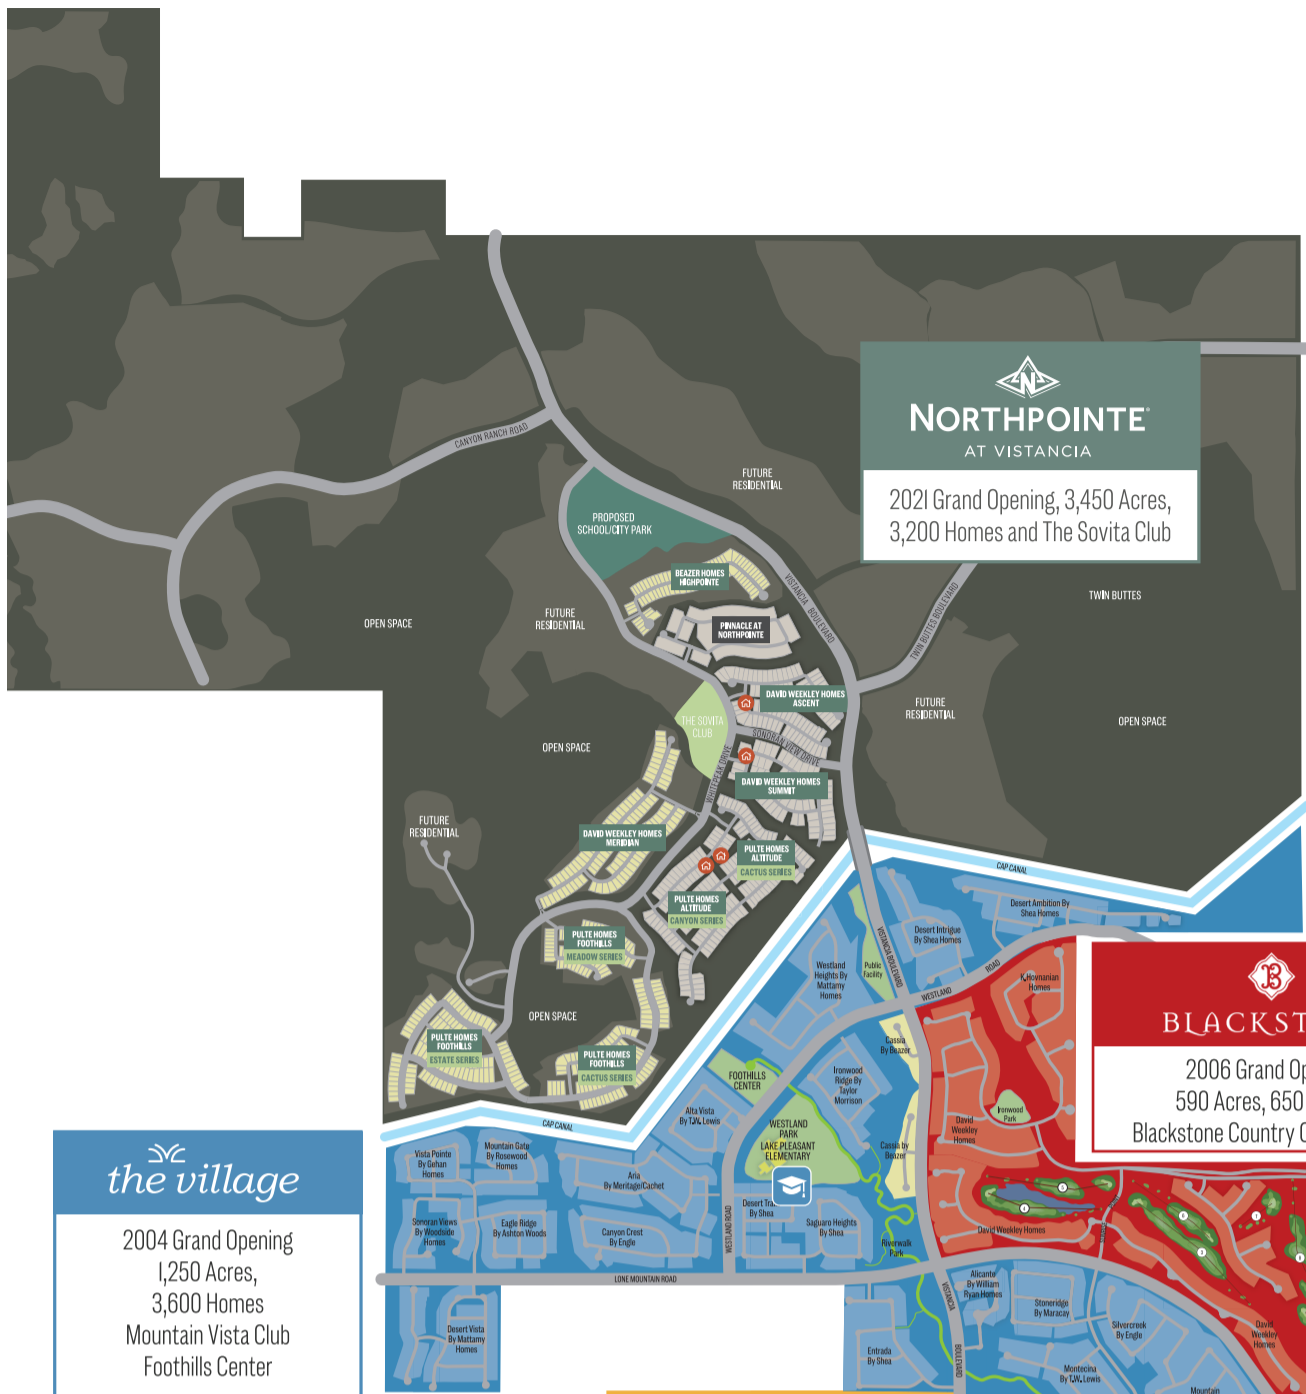 NORTHPOINTE®
AT VISTANCIA
2021 Grand Opening, 3,450 Acres,
3,200 Homes and The Sovita Club
CANYON RANCH ROAD
FUTURE
RESIDENTIAL
PROPOSED
SCHOOL/CITY PARK
BEAZER HOMES
HIGHPOINTE
VISTANCIA BOULEVARD
TWIN BUTTES BOULEVARD
TWIN BUTTES
OPEN SPACE
FUTURE
RESIDENTIAL
PINNACLE AT
NORTHPOINTE
DAVID WEEKLEY HOMES
ASCENT
FUTURE
RESIDENTIAL
OPEN SPACE
THE SOVITA
CLUB
SONORAN VIEW DRIVE
OPEN SPACE
WHITEPEAK DRIVE
DAVID WEEKLEY HOMES
SUMMIT
FUTURE
RESIDENTIAL
DAVID WEEKLEY HOMES
MERIDIAN
PULTE HOMES
ALTITUDE
CACTUS SERIES
PULTE HOMES
ALTITUDE
CANYON SERIES
PULTE HOMES
FOOTHILLS
MEADOW SERIES
OPEN SPACE
PULTE HOMES
FOOTHILLS
ESTATE SERIES
PULTE HOMES
FOOTHILLS
CACTUS SERIES
CAP CANAL
CAP CANAL
Desert Ambition By
Shea Homes
Desert Intrigue
By Shea Homes
VISTANCIA BOULEVARD
Westland
Heights By
Mattamy
Homes
Public
Facility
WESTLAND
ROAD
K.Hovnanian
Homes
BLACKST
2006 Grand Op
590 Acres, 650
Blackstone Country C
Cassia
By Beazer
FOOTHILLS
CENTER
Ironwood
Ridge By
Taylor
Morrison
Ironwood
Park
David
Weekley
Homes
Alta Vista
By T.W. Lewis
WESTLAND
PARK
LAKE PLEASANT
ELEMENTARY
Cassia by
Beazer
the village
2004 Grand Opening
1,250 Acres,
3,600 Homes
Mountain Vista Club
Foothills Center
Vista Pointe
By Gehan
Homes
Mountain Gate
By Rosewood
Homes
Aria
By Meritage/Cachet
Sonoran Views
By Woodside
Homes
Eagle Ridge
By Ashton Woods
Canyon Crest
By Engle
WESTLAND ROAD
Desert Tra
By Shea
Saguaro Heights
By Shea
Riverwalk
Park
David Weekley Homes
LONE MOUNTAIN ROAD
Alicante
By William
Ryan Homes
VISTANCIA
BOULEVARD
Stoneridge
By Maracay
Silvercreek
By Engle
David
Weekley
Homes
Desert Vista
By Mattamy
Homes
Entrada
By Shea
Montecina
By T.W. Lewis
Mountain